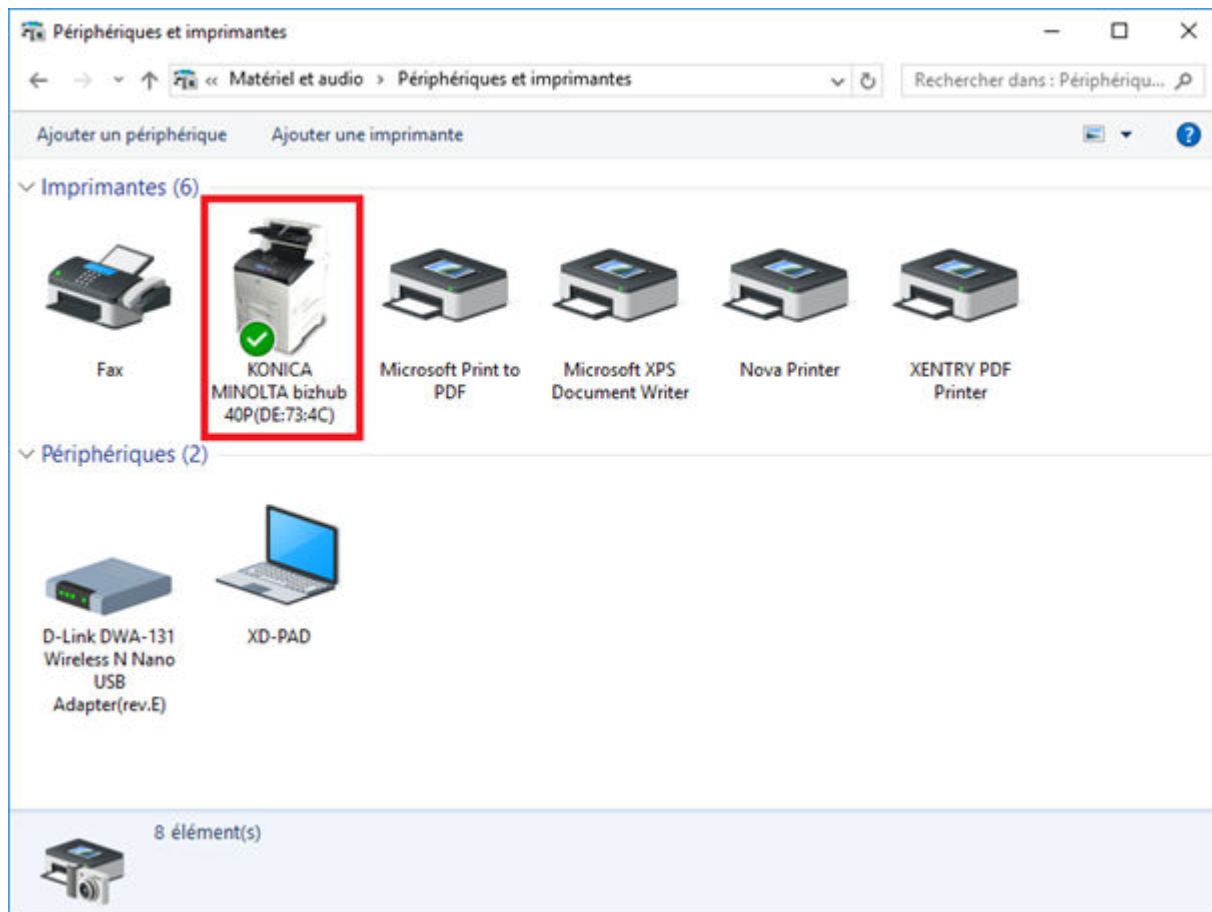 Périphériques et imprimantes
« Matériel et audio > Périphériques et imprimantes
Rechercher dans : Périphériqu...
Ajouter un périphérique Ajouter une imprimante
Imprimantes (6)
Fax
KONICA
MINOLTA bizhub
40P(DE:73:4C)
Microsoft Print to
PDF
Microsoft XPS
Document Writer
Nova Printer
XENTRY PDF
Printer
Périphériques (2)
D-Link DWA-131
Wireless N Nano
USB
Adapter(rev.E)
XD-PAD
8 élément(s)